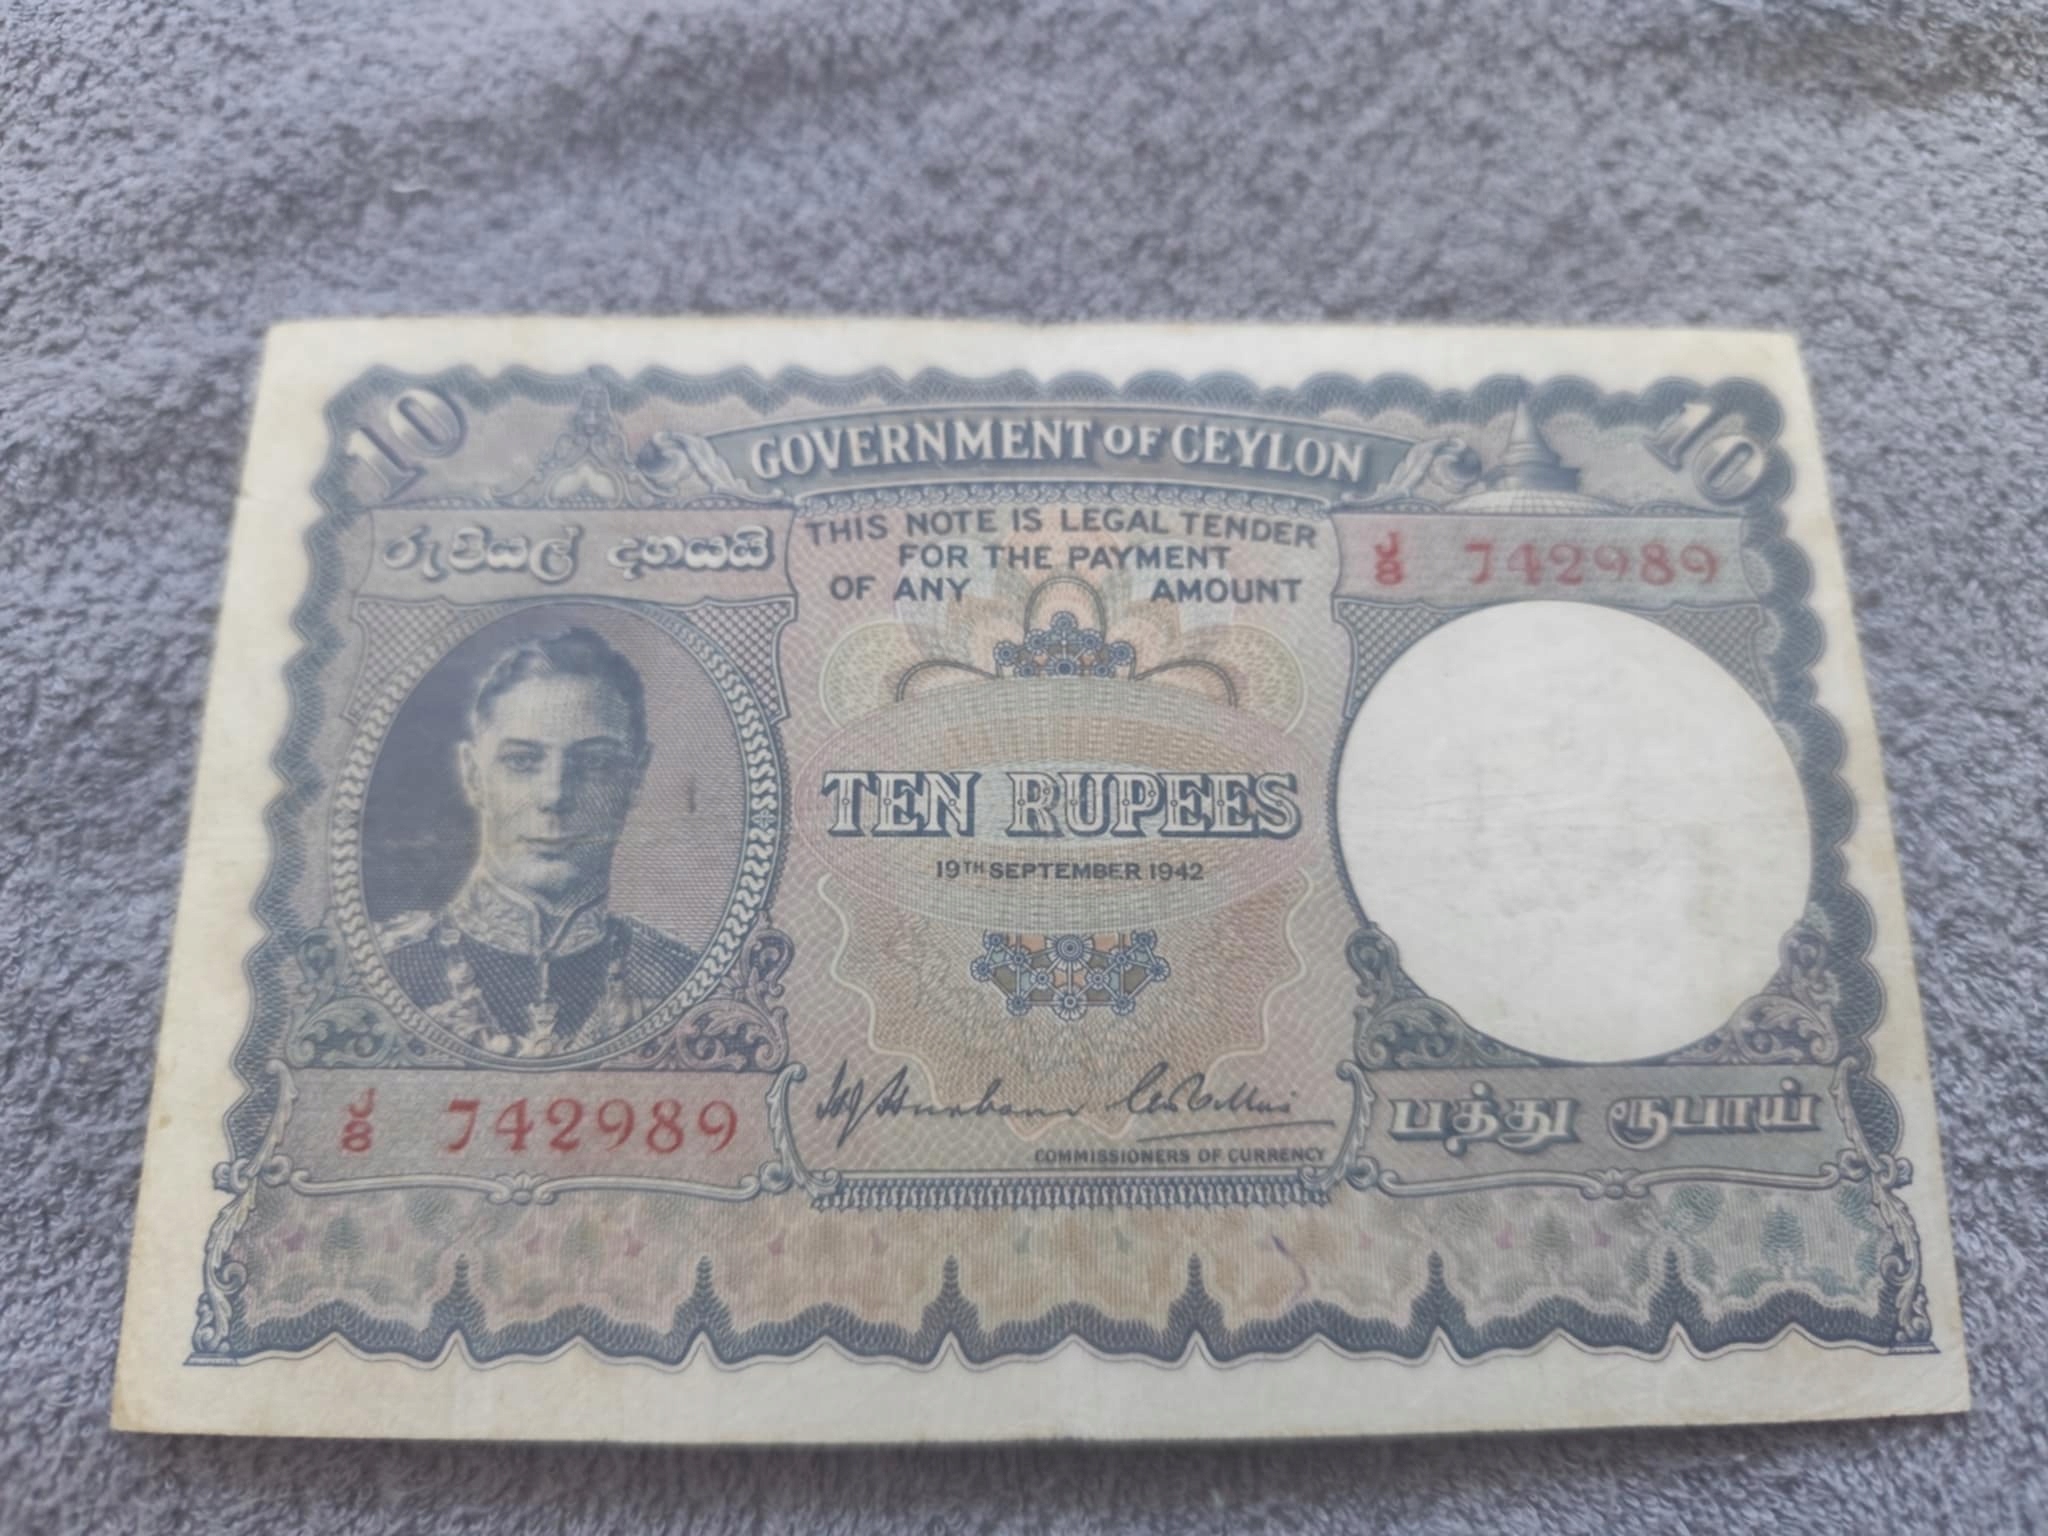 10
10
GOVERNMENT OF CEYLON
රුපියල් දහයයි
THIS NOTE IS LEGAL TENDER
FOR THE PAYMENT
OF ANY AMOUNT
J/8 742989
TEN RUPEES
19TH SEPTEMBER 1942
J/8 742989
COMMISSIONERS OF CURRENCY
பத்து ரூபாய்